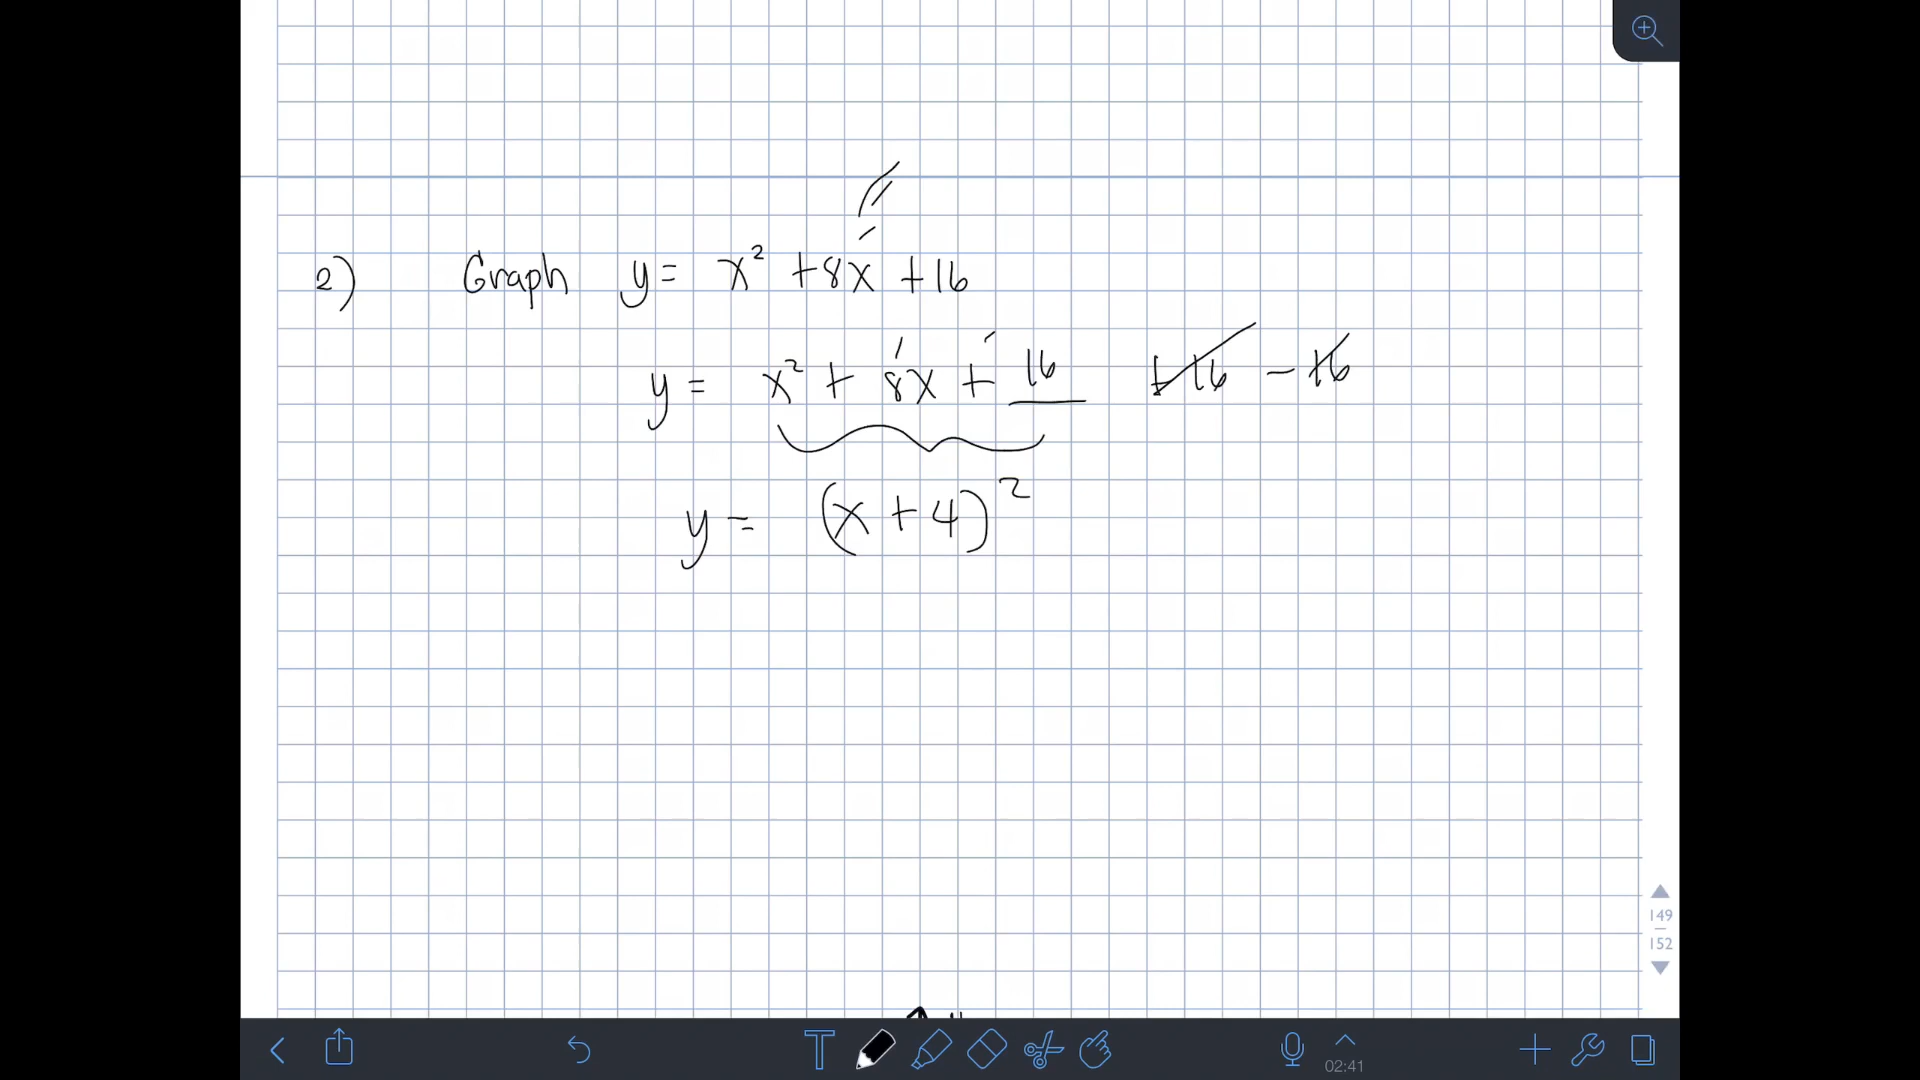 2) Graph y = x² + 8x + 16
y = x² + 8x + 16 + 16 - 16
y = (x + 4)²
149
152
T
02:41